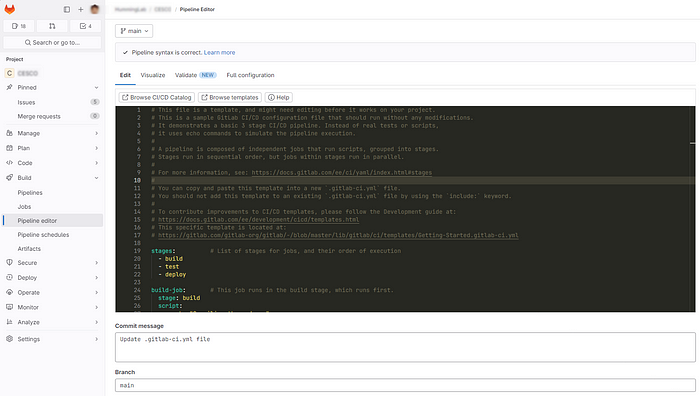 Pipeline Editor
18
4
Search or go to...
Project
C
Pinned
Issues
5
Merge requests
0
Manage
Plan
Code
Build
Pipelines
Jobs
Pipeline editor
Pipeline schedules
Artifacts
Secure
Deploy
Operate
Monitor
Analyze
Settings
main
Pipeline syntax is correct. Learn more
Edit
Visualize
Validate NEW
Full configuration
Browse CI/CD Catalog
Browse templates
Help
1 # This file is a template, and might need editing before it works on your project.
2 # This is a sample GitLab CI/CD configuration file that should run without any modifications.
3 # It demonstrates a basic 3 stage CI/CD pipeline. Instead of real tests or scripts,
4 # it uses echo commands to simulate the pipeline execution.
5 #
6 # A pipeline is composed of independent jobs that run scripts, grouped into stages.
7 # Stages run in sequential order, but jobs within stages run in parallel.
8 #
9 # For more information, see: https://docs.gitlab.com/ee/ci/yaml/index.html#stages
10 #
11 # You can copy and paste this template into a new `.gitlab-ci.yml` file.
12 # You should not add this template to an existing `.gitlab-ci.yml` file by using the `include:` keyword.
13 #
14 # To contribute improvements to CI/CD templates, please follow the Development guide at:
15 # https://docs.gitlab.com/ee/development/cicd/templates.html
16 # This specific template is located at:
17 # https://gitlab.com/gitlab-org/gitlab/-/blob/master/lib/gitlab/ci/templates/Getting-Started.gitlab-ci.yml
18
19 stages: # List of stages for jobs, and their order of execution
20 - build
21 - test
22 - deploy
23
24 build-job: # This job runs in the build stage, which runs first.
25 stage: build
26 script:
Commit message
Update .gitlab-ci.yml file
Branch
main